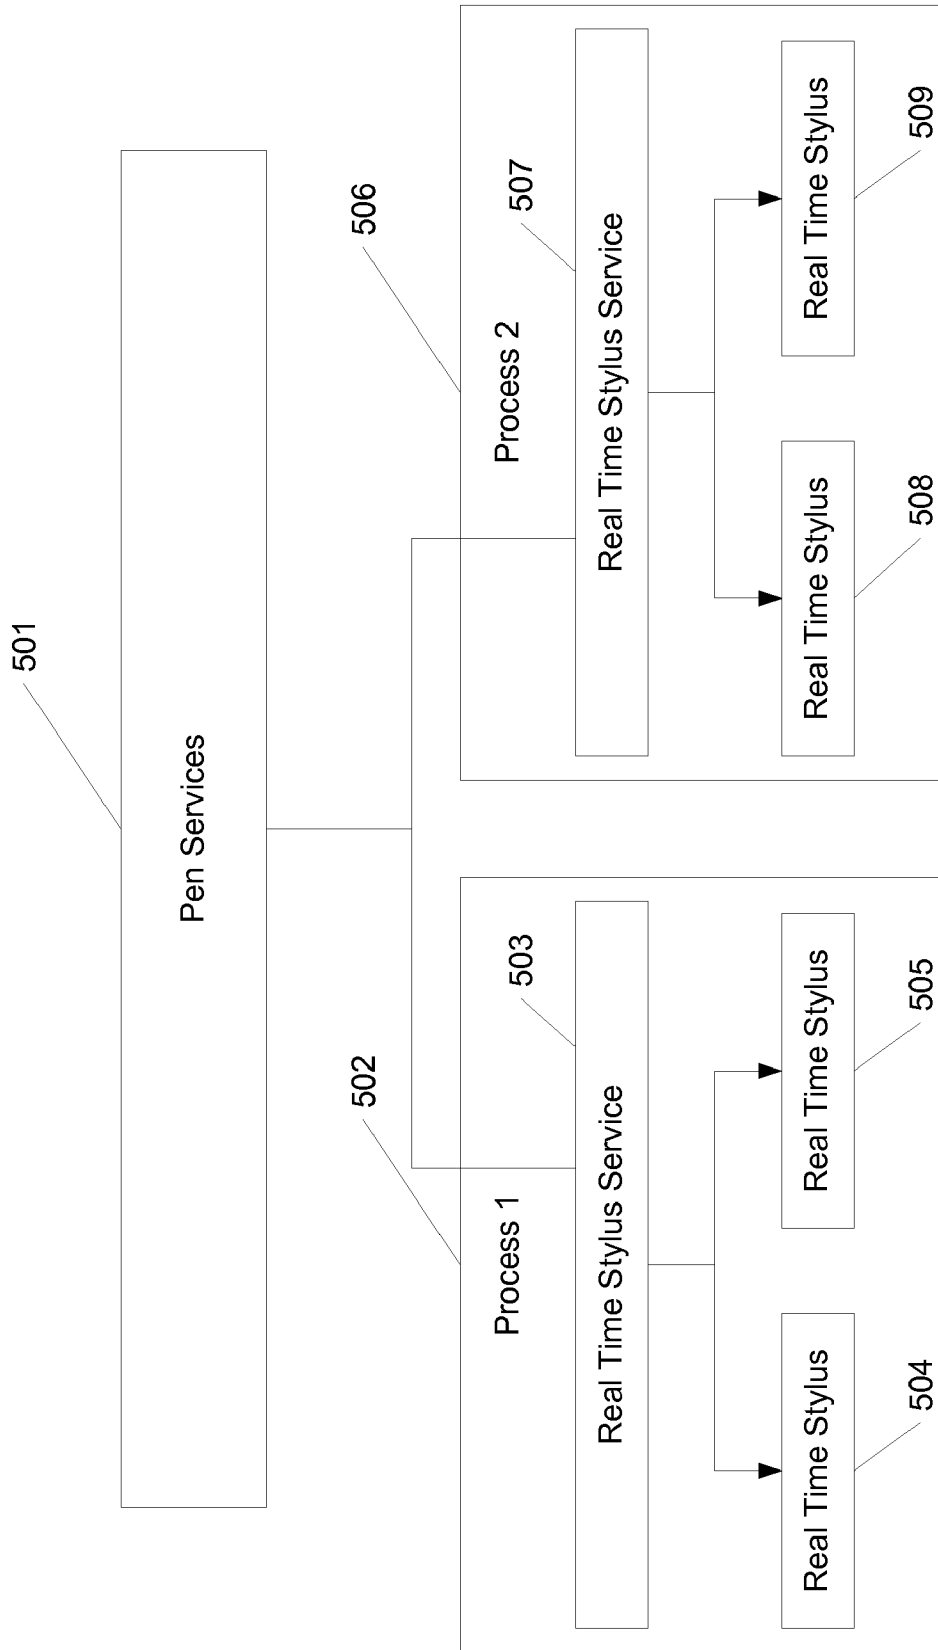 501
Pen Services
502
506
Process 1
503
Process 2
507
Real Time Stylus Service
Real Time Stylus Service
Real Time Stylus
Real Time Stylus
Real Time Stylus
Real Time Stylus
504
505
508
509